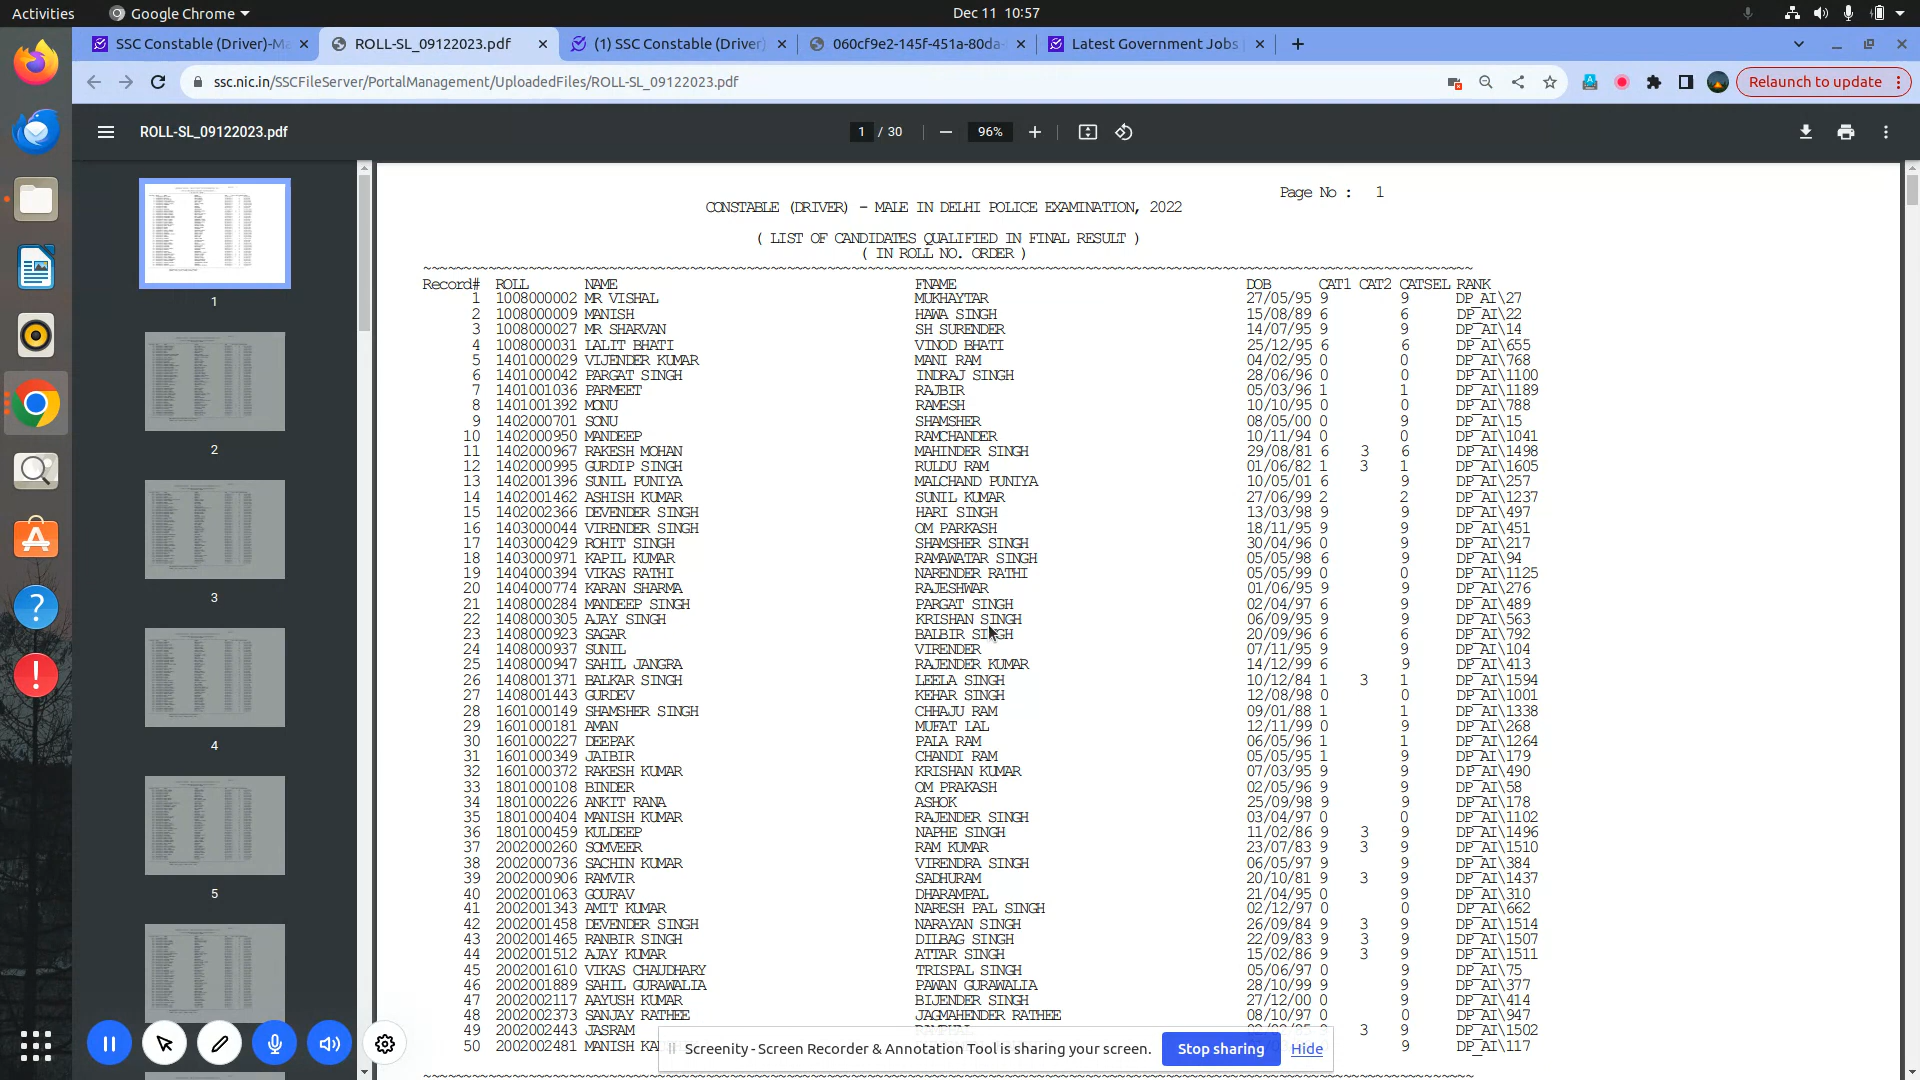 Activities
Google Chrome
Dec 11 10:57
SSC Constable (Driver)-Ma
ROLL-SL_09122023.pdf
(1) SSC Constable (Driver)
060cf9e2-145f-451a-80da-
Latest Government Jobs
ssc.nic.in/SSCFileServer/PortalManagement/UploadedFiles/ROLL-SL_09122023.pdf
Relaunch to update
ROLL-SL_09122023.pdf
1 / 30
96%
1
2
3
4
5
Page No : 1
CONSTABLE (DRIVER) - MALE IN DELHI POLICE EXAMINATION, 2022
( LIST OF CANDIDATES QUALIFIED IN FINAL RESULT )
( IN ROLL NO. ORDER )
Record# ROLL NAME FNAME DOB CAT1 CAT2 CATSEL RANK
1 1008000002 MR VISHAL MUKHAYTAR 27/05/95 9 9 DP_AI\27
2 1008000009 MANISH HAWA SINGH 15/08/89 6 6 DP_AI\22
3 1008000027 MR SHARVAN SH SURENDER 14/07/95 9 9 DP_AI\14
4 1008000031 LALIT BHATI VINOD BHATI 25/12/95 6 6 DP_AI\655
5 1401000029 VIJENDER KUMAR MANI RAM 04/02/95 0 0 DP_AI\768
6 1401000042 PARGAT SINGH INDRAJ SINGH 28/06/96 0 0 DP_AI\1100
7 1401001036 PARMEET RAJBIR 05/03/96 1 1 DP_AI\1189
8 1401001392 MONU RAMESH 10/10/95 0 0 DP_AI\788
9 1402000701 SONU SHAMSHER 08/05/00 0 9 DP_AI\15
10 1402000950 MANDEEP RAMCHANDER 10/11/94 0 0 DP_AI\1041
11 1402000967 RAKESH MOHAN MAHINDER SINGH 29/08/81 6 3 6 DP_AI\1498
12 1402000995 GURDIP SINGH RULDU RAM 01/06/82 1 3 1 DP_AI\1605
13 1402001396 SUNIL PUNIYA MALCHAND PUNIYA 10/05/01 6 9 DP_AI\257
14 1402001462 ASHISH KUMAR SUNIL KUMAR 27/06/99 2 2 DP_AI\1237
15 1402002366 DEVENDER SINGH HARI SINGH 13/03/98 9 9 DP_AI\497
16 1403000044 VIRENDER SINGH OM PARKASH 18/11/95 9 9 DP_AI\451
17 1403000429 ROHIT SINGH SHAMSHER SINGH 30/04/96 0 9 DP_AI\217
18 1403000971 KAPIL KUMAR RAMAWATAR SINGH 05/05/98 6 9 DP_AI\94
19 1404000394 VIKAS RATHI NARENDER RATHI 05/05/99 0 0 DP_AI\1125
20 1404000774 KARAN SHARMA RAJESHWAR 01/06/95 9 9 DP_AI\276
21 1408000284 MANDEEP SINGH PARGAT SINGH 02/04/97 6 9 DP_AI\489
22 1408000305 AJAY SINGH KRISHAN SINGH 06/09/95 9 9 DP_AI\563
23 1408000923 SAGAR BALBIR SINGH 20/09/96 6 6 DP_AI\792
24 1408000937 SUNIL VIRENDER 07/11/95 9 9 DP_AI\104
25 1408000947 SAHIL JANGRA RAJENDER KUMAR 14/12/99 6 9 DP_AI\413
26 1408001371 BALKAR SINGH LEELA SINGH 10/12/84 1 3 1 DP_AI\1594
27 1408001443 GURDEV KEHAR SINGH 12/08/98 0 0 DP_AI\1001
28 1601000149 SHAMSHER SINGH CHHAJU RAM 09/01/88 1 1 DP_AI\1338
29 1601000181 AMAN MUFAT LAL 12/11/99 0 9 DP_AI\268
30 1601000227 DEEPAK PALA RAM 06/05/96 1 1 DP_AI\1264
31 1601000349 JAIBIR CHANDI RAM 05/05/95 1 9 DP_AI\179
32 1601000372 RAKESH KUMAR KRISHAN KUMAR 07/03/95 9 9 DP_AI\490
33 1801000108 BINDER OM PRAKASH 02/05/96 9 9 DP_AI\58
34 1801000226 ANKIT RANA ASHOK 25/09/98 9 9 DP_AI\178
35 1801000404 MANISH KUMAR RAJENDER SINGH 03/04/97 0 0 DP_AI\1102
36 1801000459 KULDEEP NAPHE SINGH 11/02/86 9 3 9 DP_AI\1496
37 2002000260 SOMVEER RAM KUMAR 23/07/83 9 3 9 DP_AI\1510
38 2002000736 SACHIN KUMAR VIRENDRA SINGH 06/05/97 9 9 DP_AI\384
39 2002000906 RAMVIR SADHURAM 20/10/81 9 3 9 DP_AI\1437
40 2002001063 GOURAV DHARAMPAL 21/04/95 0 9 DP_AI\310
41 2002001343 AMIT KUMAR NARESH PAL SINGH 02/12/97 0 0 DP_AI\662
42 2002001458 DEVENDER SINGH NARAYAN SINGH 26/09/84 9 3 9 DP_AI\1514
43 2002001465 RANBIR SINGH DILBAG SINGH 22/09/83 9 3 9 DP_AI\1507
44 2002001512 AJAY KUMAR ATTAR SINGH 15/02/86 9 3 9 DP_AI\1511
45 2002001610 VIKAS CHAUDHARY TRISPAL SINGH 05/06/97 0 9 DP_AI\75
46 2002001889 SAHIL GURAWALIA PAWAN GURAWALIA 28/10/99 9 9 DP_AI\377
47 2002002117 AAYUSH KUMAR BIJENDER SINGH 27/12/00 0 9 DP_AI\414
48 2002002373 SANJAY RATHEE JAGMAHENDER RATHEE 08/10/97 0 0 DP_AI\947
49 2002002443 JASRAM 3 9 DP_AI\1502
50 2002002481 MANISH KA 9 DP_AI\117
Screenity - Screen Recorder & Annotation Tool is sharing your screen.
Stop sharing
Hide